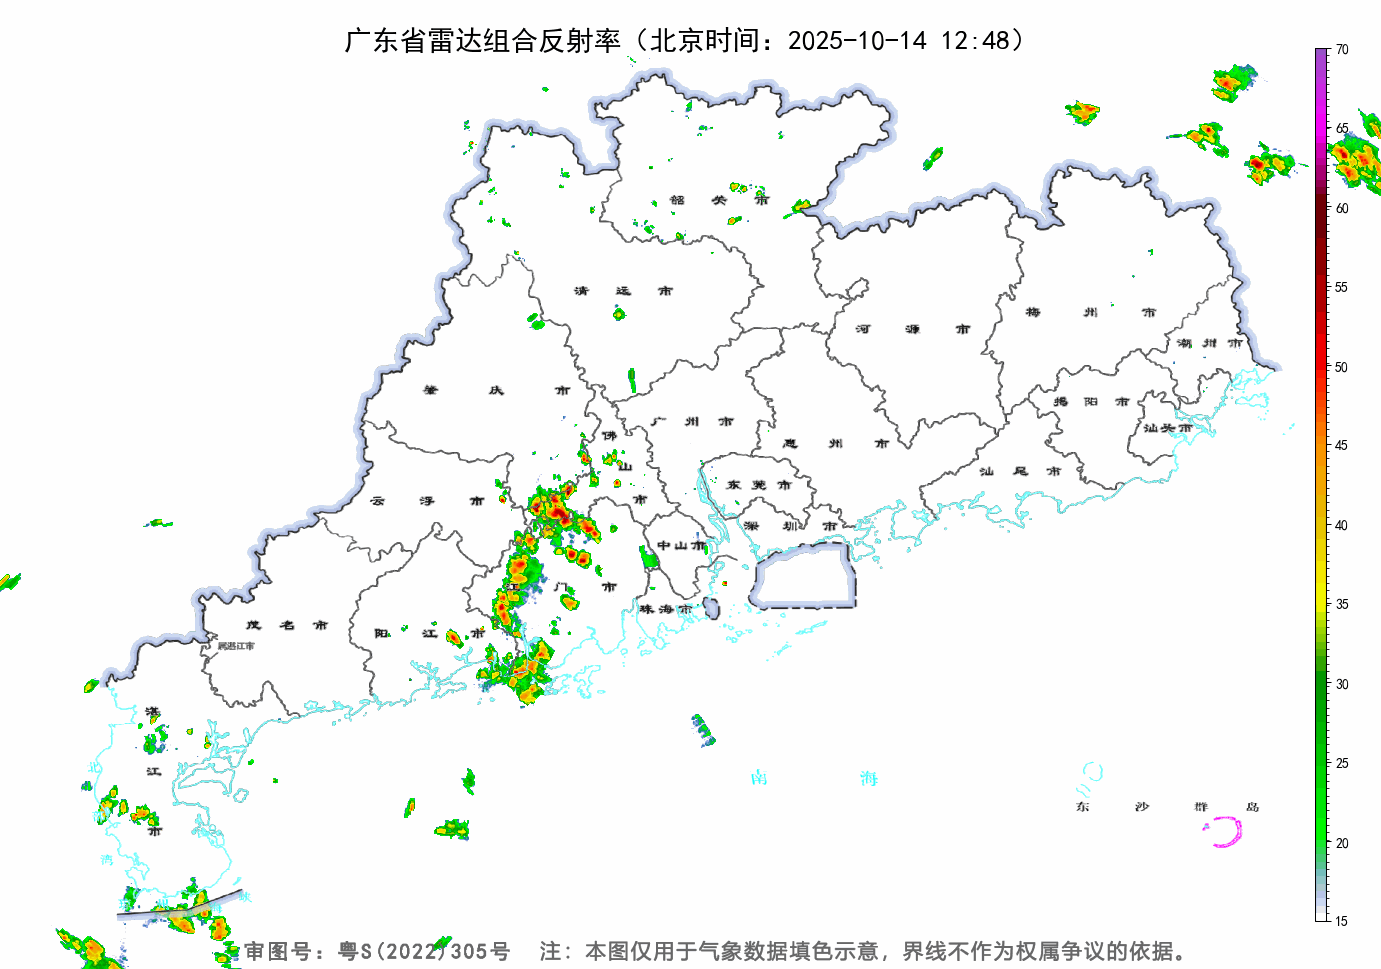 广东省雷达组合反射率（北京时间：2025-10-14 12:48）
70
65
60
55
50
45
40
35
30
25
20
15
韶关市
清远市
河源市
梅州市
潮州市
肇庆市
广州市
惠州市
揭阳市
汕头市
佛山市
东莞市
汕尾市
云浮市
深圳市
中山市
江门市
珠海市
茂名市
阳江市
属湛江市
湛江市
南海
东沙群岛
北
湾
审图号：粤S(2022)305号 注：本图仅用于气象数据填色示意，界线不作为权属争议的依据。